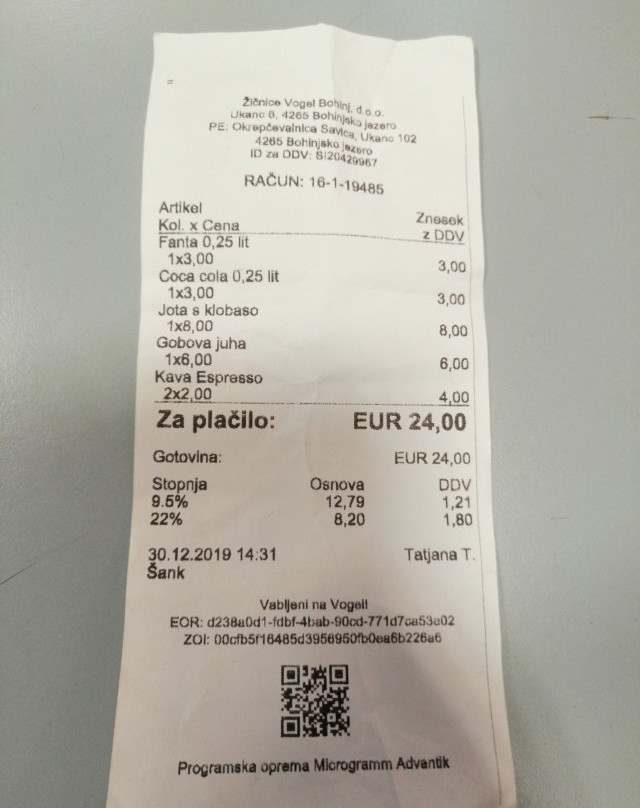 =
Žičnice Vogel Bohinj, d.o.o.
Ukanc 6, 4265 Bohinjsko jezero
PE: Okrepčevalnica Savica, Ukanc 102
4265 Bohinjsko jezero
ID za DDV: SI20429967
RAČUN: 16-1-19485
Artikel
Kol. x Cena Znesek z DDV
Fanta 0,25 lit
1x3,00 3,00
Coca cola 0,25 lit
1x3,00 3,00
Jota s klobaso
1x8,00 8,00
Gobova juha
1x6,00 6,00
Kava Espresso
2x2,00 4,00
Za plačilo: EUR 24,00
Gotovina: EUR 24,00
Stopnja Osnova DDV
9.5% 12,79 1,21
22% 8,20 1,80
30.12.2019 14:31 Tatjana T.
Šank
Vabljeni na Vogel!
EOR: d238a0d1-fdbf-4bab-90cd-771d7ca53e02
ZOI: 00cfb5f16485d3956950fb0ea6b226a6
Programska oprema Microgramm Advantik